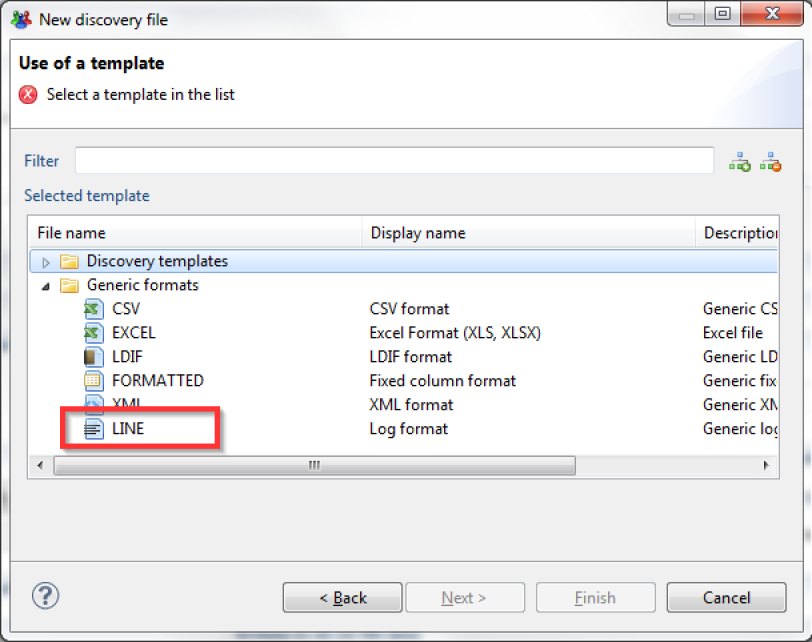 New discovery file
Use of a template
Select a template in the list
Filter
Selected template
File name Display name Description
Discovery templates
Generic formats
CSV CSV format Generic CS
EXCEL Excel Format (XLS, XLSX) Excel file
LDIF LDIF format Generic LD
FORMATTED Fixed column format Generic fix
XML XML format Generic XM
LINE Log format Generic log
< Back Next > Finish Cancel